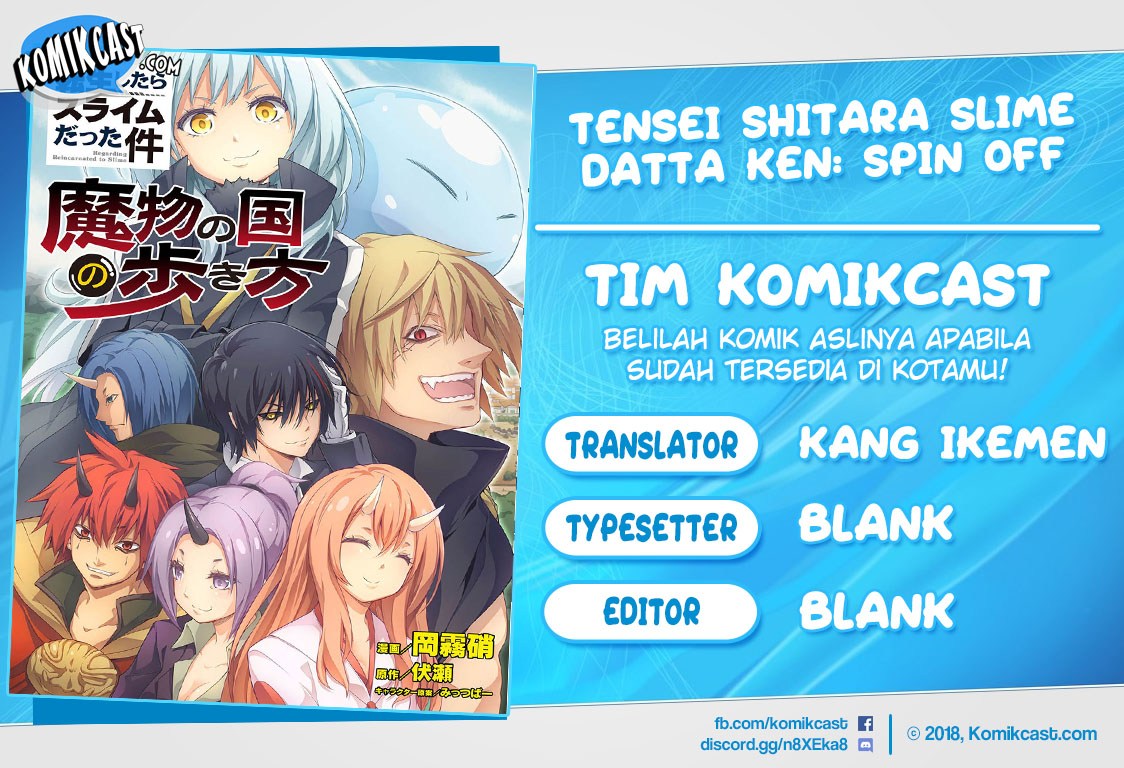 KOMIKCAST
.COM
したら
スライム
だった件
Regarding
Reincarnated to Slime
魔物の国
の歩き方
漫画/岡霧硝
原作/伏瀬
キャラクター原案/みっつばー
TENSEI SHITARA SLIME
DATTA KEN: SPIN OFF
TIM KOMIKCAST
BELILAH KOMIK ASLINYA APABILA
SUDAH TERSEDIA DI KOTAMU!
TRANSLATOR KANG IKEMEN
TYPESETTER BLANK
EDITOR BLANK
fb.com/komikcast
discord.gg/n8XEka8
© 2018, Komikcast.com